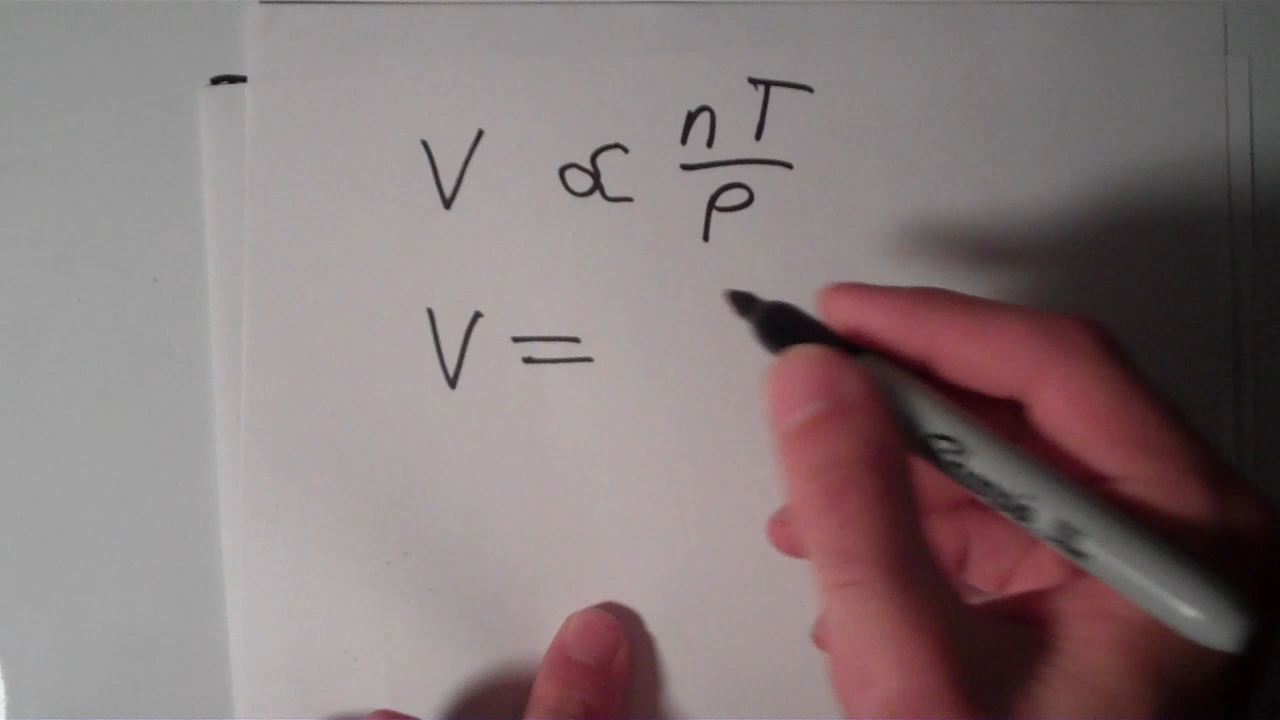 V ∝ nT/P
V =